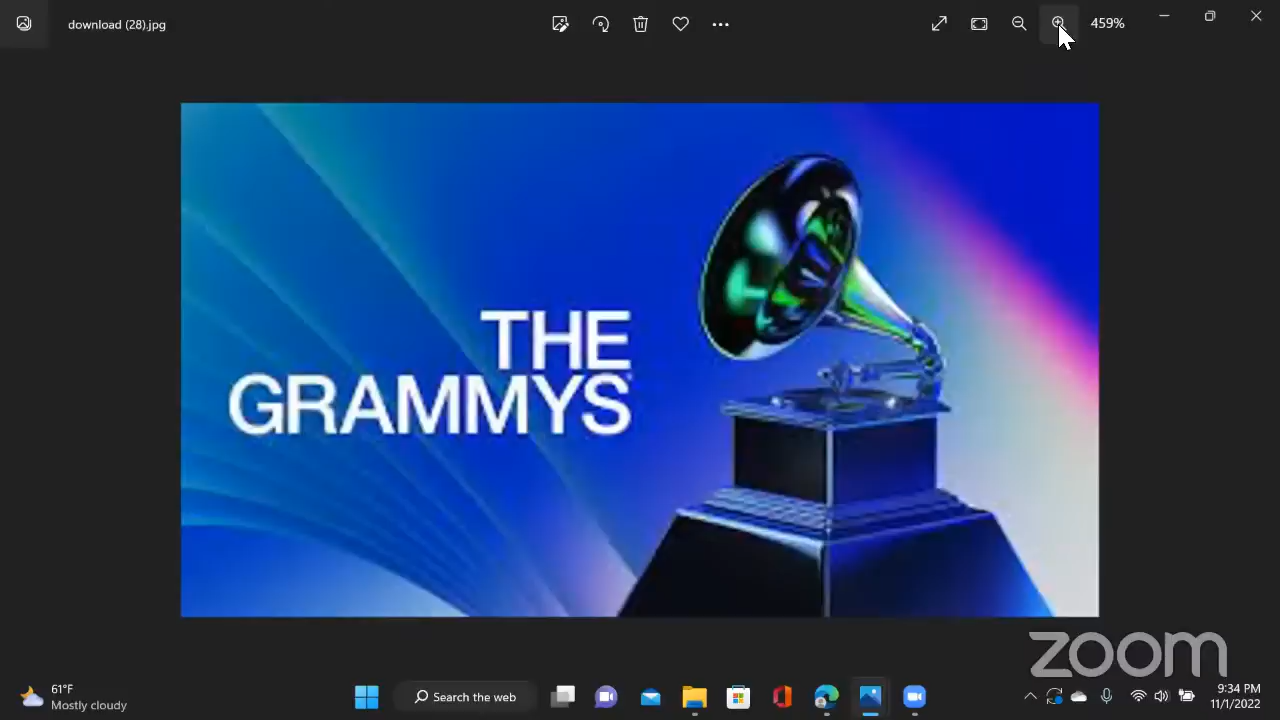 download (28).jpg
459%
THE
GRAMMYS
zoom
61°F
Mostly cloudy
Search the web
9:34 PM
11/1/2022